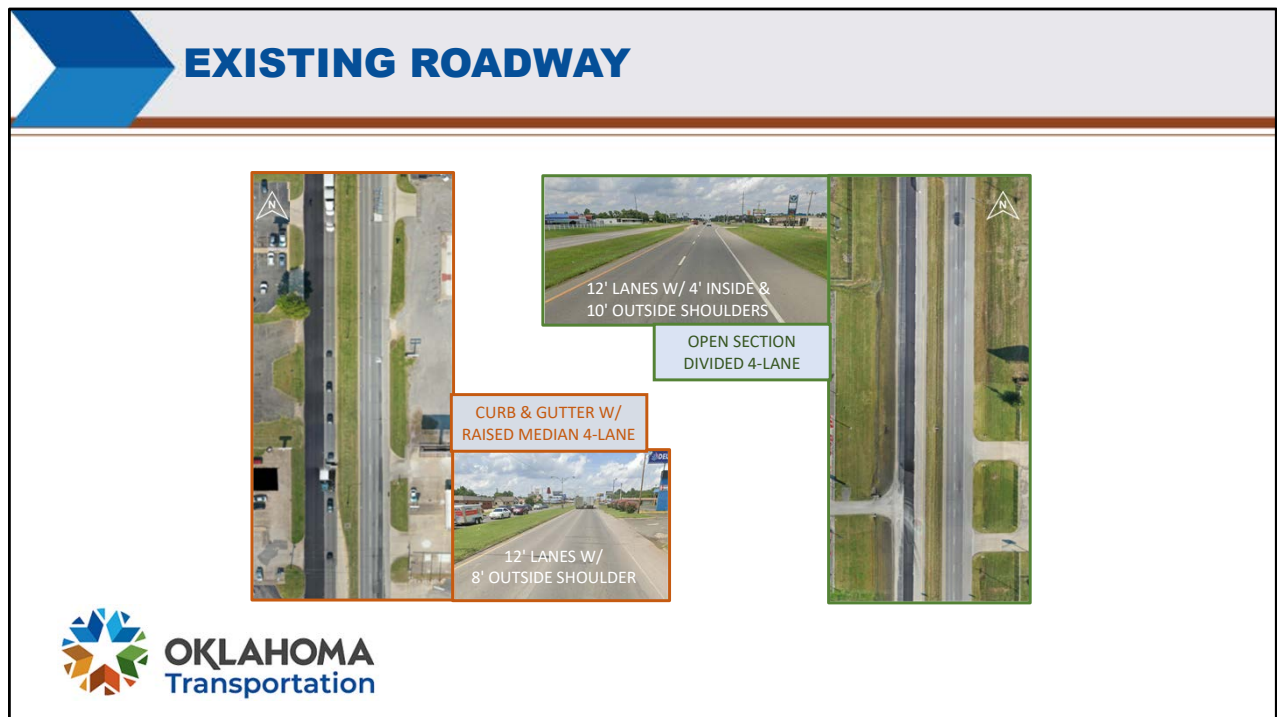 EXISTING ROADWAY
N
N
12' LANES W/ 4' INSIDE &
10' OUTSIDE SHOULDERS
OPEN SECTION
DIVIDED 4-LANE
CURB & GUTTER W/
RAISED MEDIAN 4-LANE
12' LANES W/
8' OUTSIDE SHOULDER
OKLAHOMA
Transportation